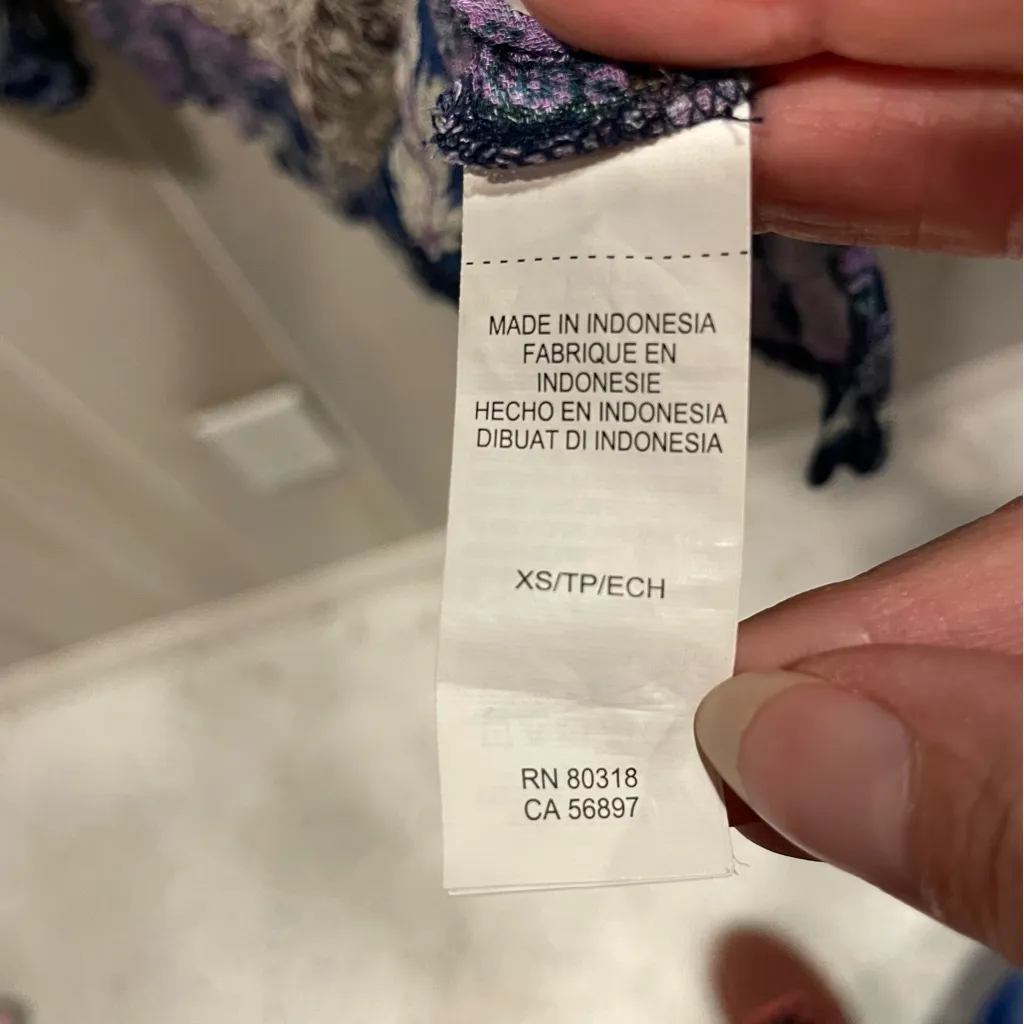 MADE IN INDONESIA
FABRIQUE EN
INDONESIE
HECHO EN INDONESIA
DIBUAT DI INDONESIA
XS/TP/ECH
RN 80318
CA 56897